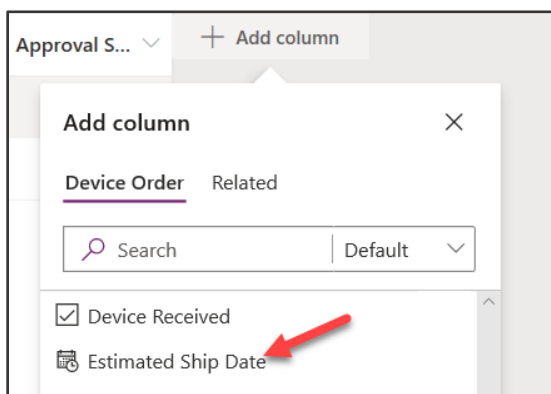 Approval S... + Add column
Add column
Device Order Related
Search Default
Device Received
Estimated Ship Date